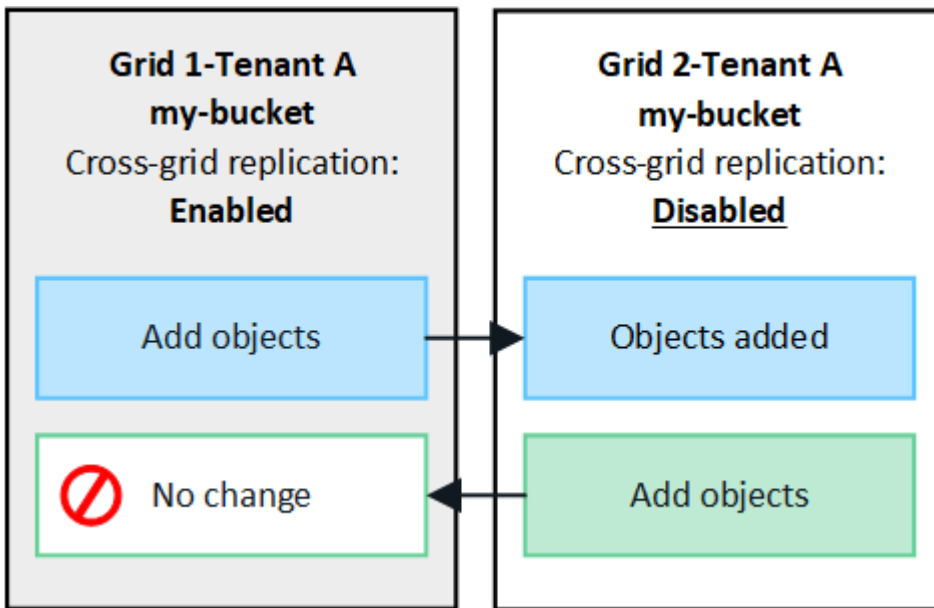 Grid 1-Tenant A
my-bucket
Cross-grid replication:
Enabled
Add objects
No change
Grid 2-Tenant A
my-bucket
Cross-grid replication:
Disabled
Objects added
Add objects